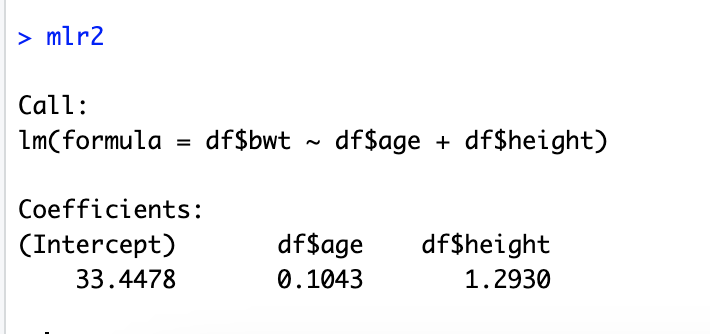 > mlr2
Call:
lm(formula = df$bwt ~ df$age + df$height)
Coefficients:
(Intercept) df$age df$height
33.4478 0.1043 1.2930